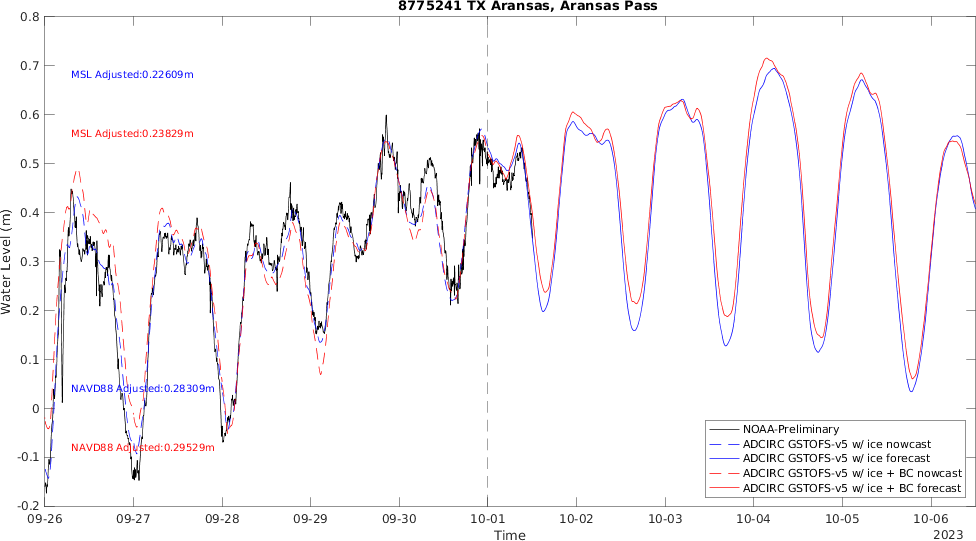 8775241 TX Aransas, Aransas Pass
0.8
0.7
0.6
0.5
0.4
0.3
0.2
0.1
0
-0.1
-0.2
Water Level (m)
MSL Adjusted:0.22609m
MSL Adjusted:0.23829m
NAVD88 Adjusted:0.28309m
NAVD88 Adjusted:0.29529m
NOAA-Preliminary
ADCIRC GSTOFS-v5 w/ ice nowcast
ADCIRC GSTOFS-v5 w/ ice forecast
ADCIRC GSTOFS-v5 w/ ice + BC nowcast
ADCIRC GSTOFS-v5 w/ ice + BC forecast
09-26 09-27 09-28 09-29 09-30 10-01 10-02 10-03 10-04 10-05 10-06
Time
2023